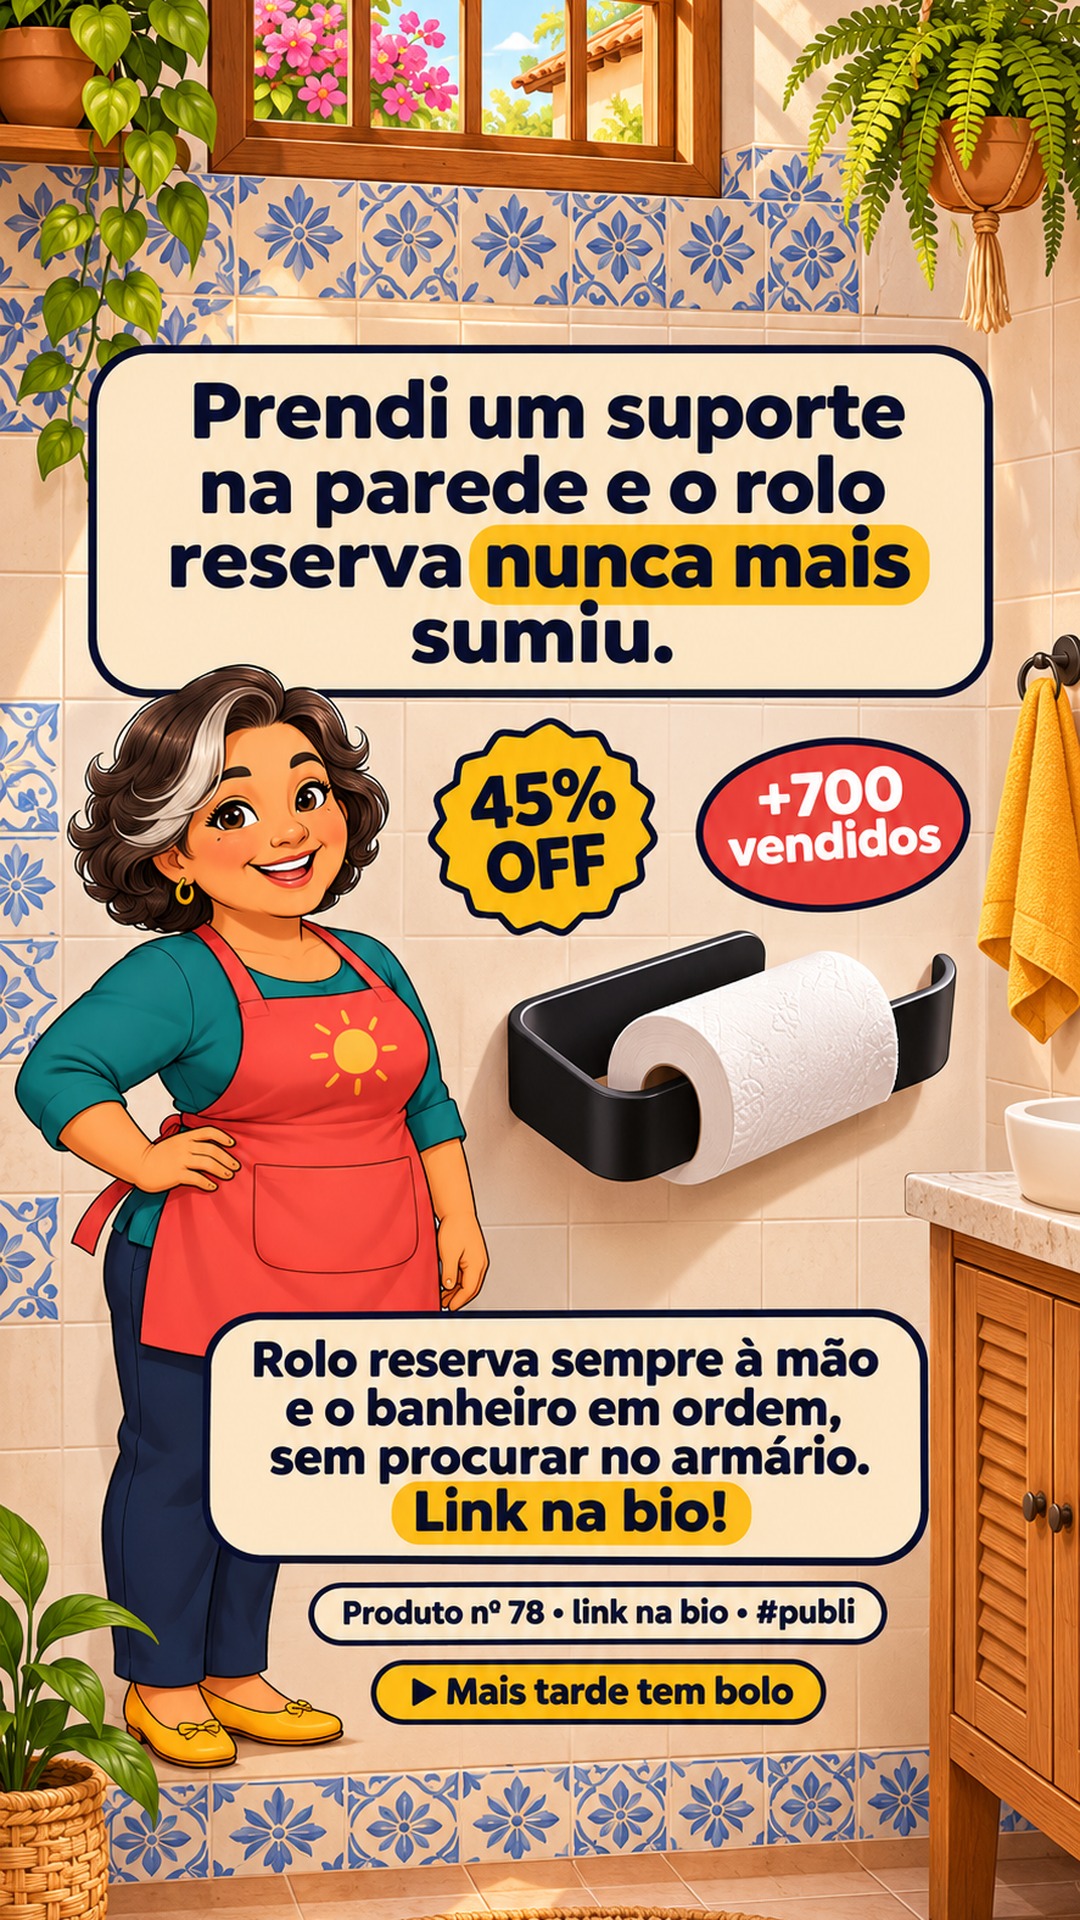 Prendi um suporte
na parede e o rolo
reserva nunca mais
sumiu.
45%
OFF
+700
vendidos
Rolo reserva sempre à mão
e o banheiro em ordem,
sem procurar no armário.
Link na bio!
Produto nº 78 • link na bio • #publi
▶ Mais tarde tem bolo